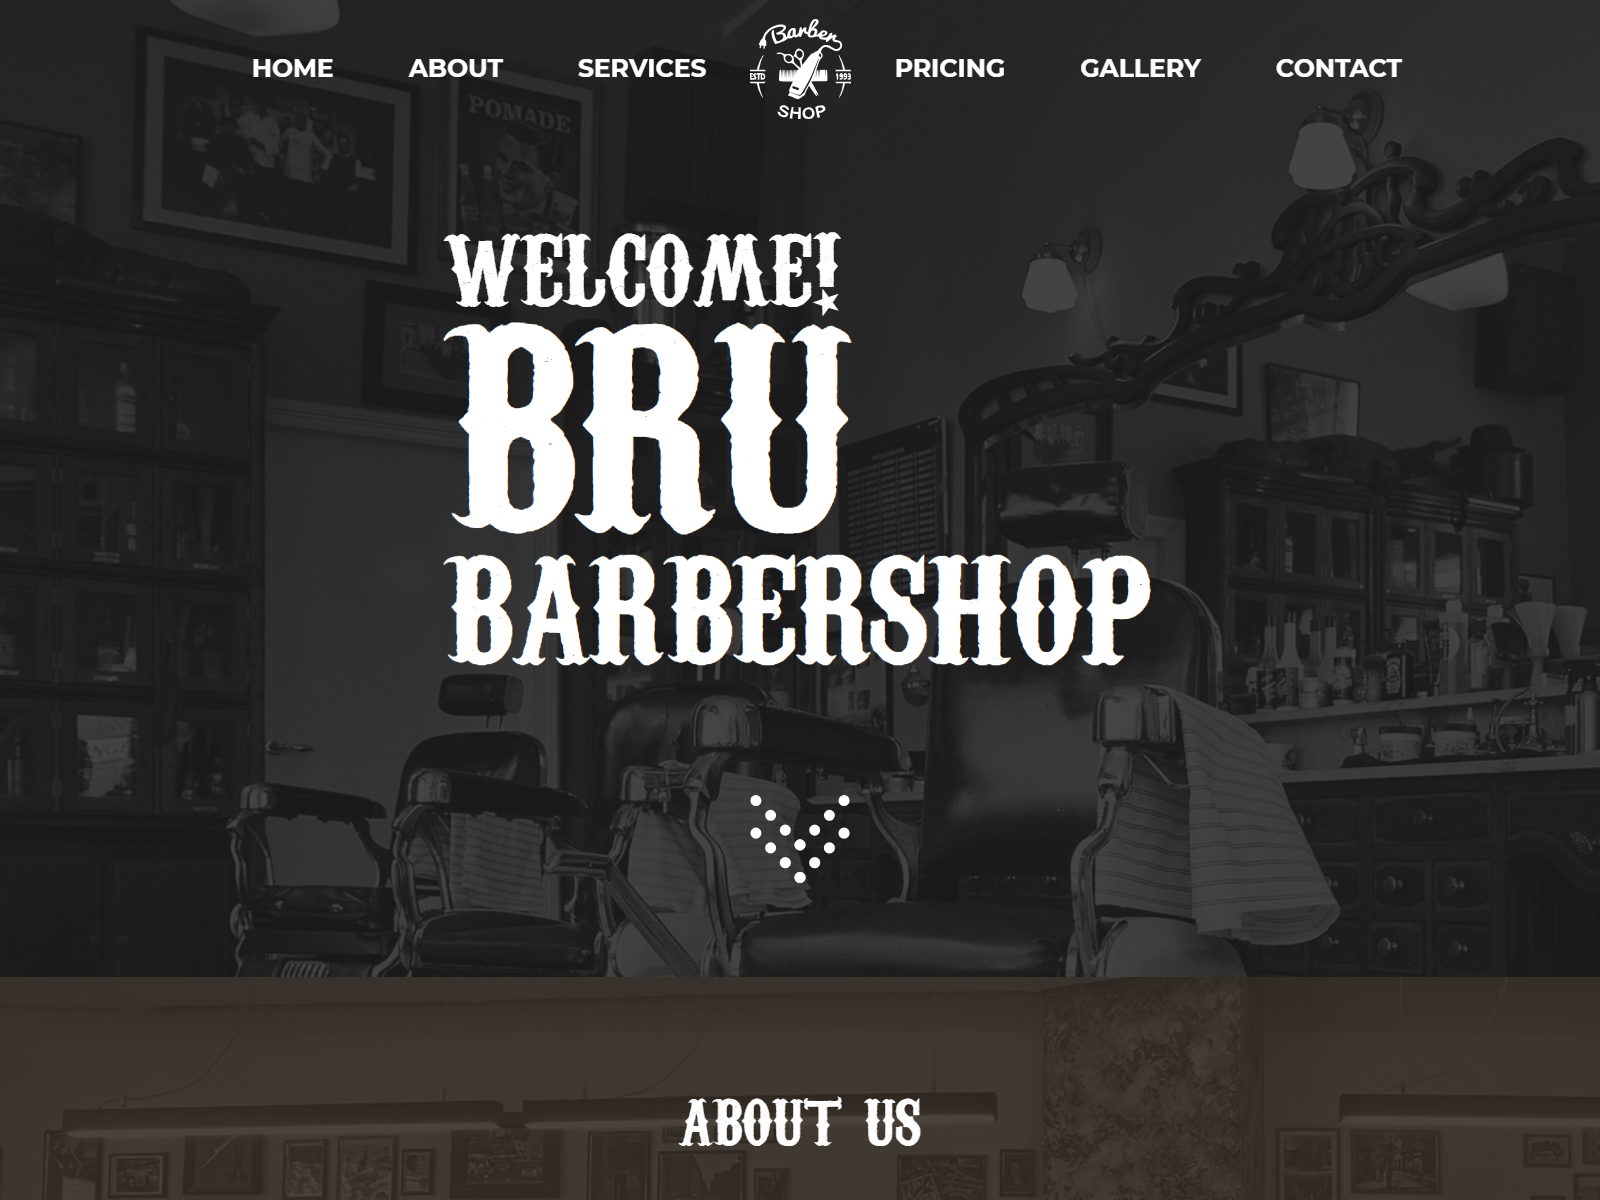 HOME ABOUT SERVICES
Barber
ESTD 1993
SHOP
PRICING GALLERY CONTACT
POMADE
WELCOME!
BRU
BARBERSHOP
ABOUT US